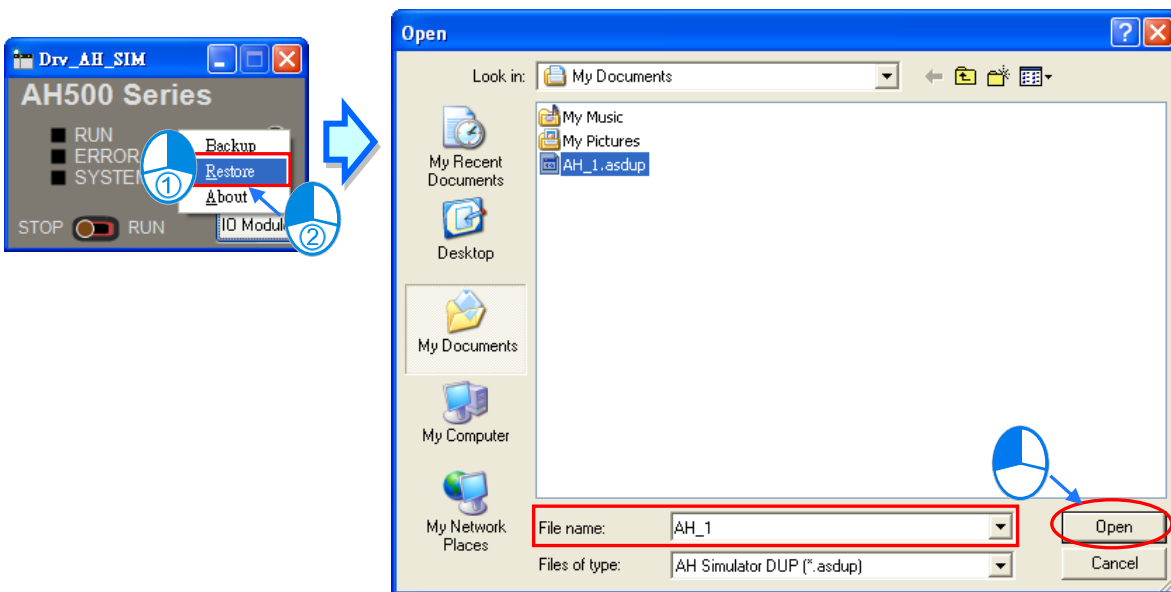 Drv_AH_SIM
AH500 Series
RUN
ERROR
SYSTEM
Backup
Restore
About
①
②
STOP
RUN
IO Modul
Open
Look in:
My Documents
My Music
My Pictures
AH_1.asdup
My Recent
Documents
Desktop
My Documents
My Computer
My Network
Places
File name:
AH_1
Open
Files of type:
AH Simulator DUP (*.asdup)
Cancel